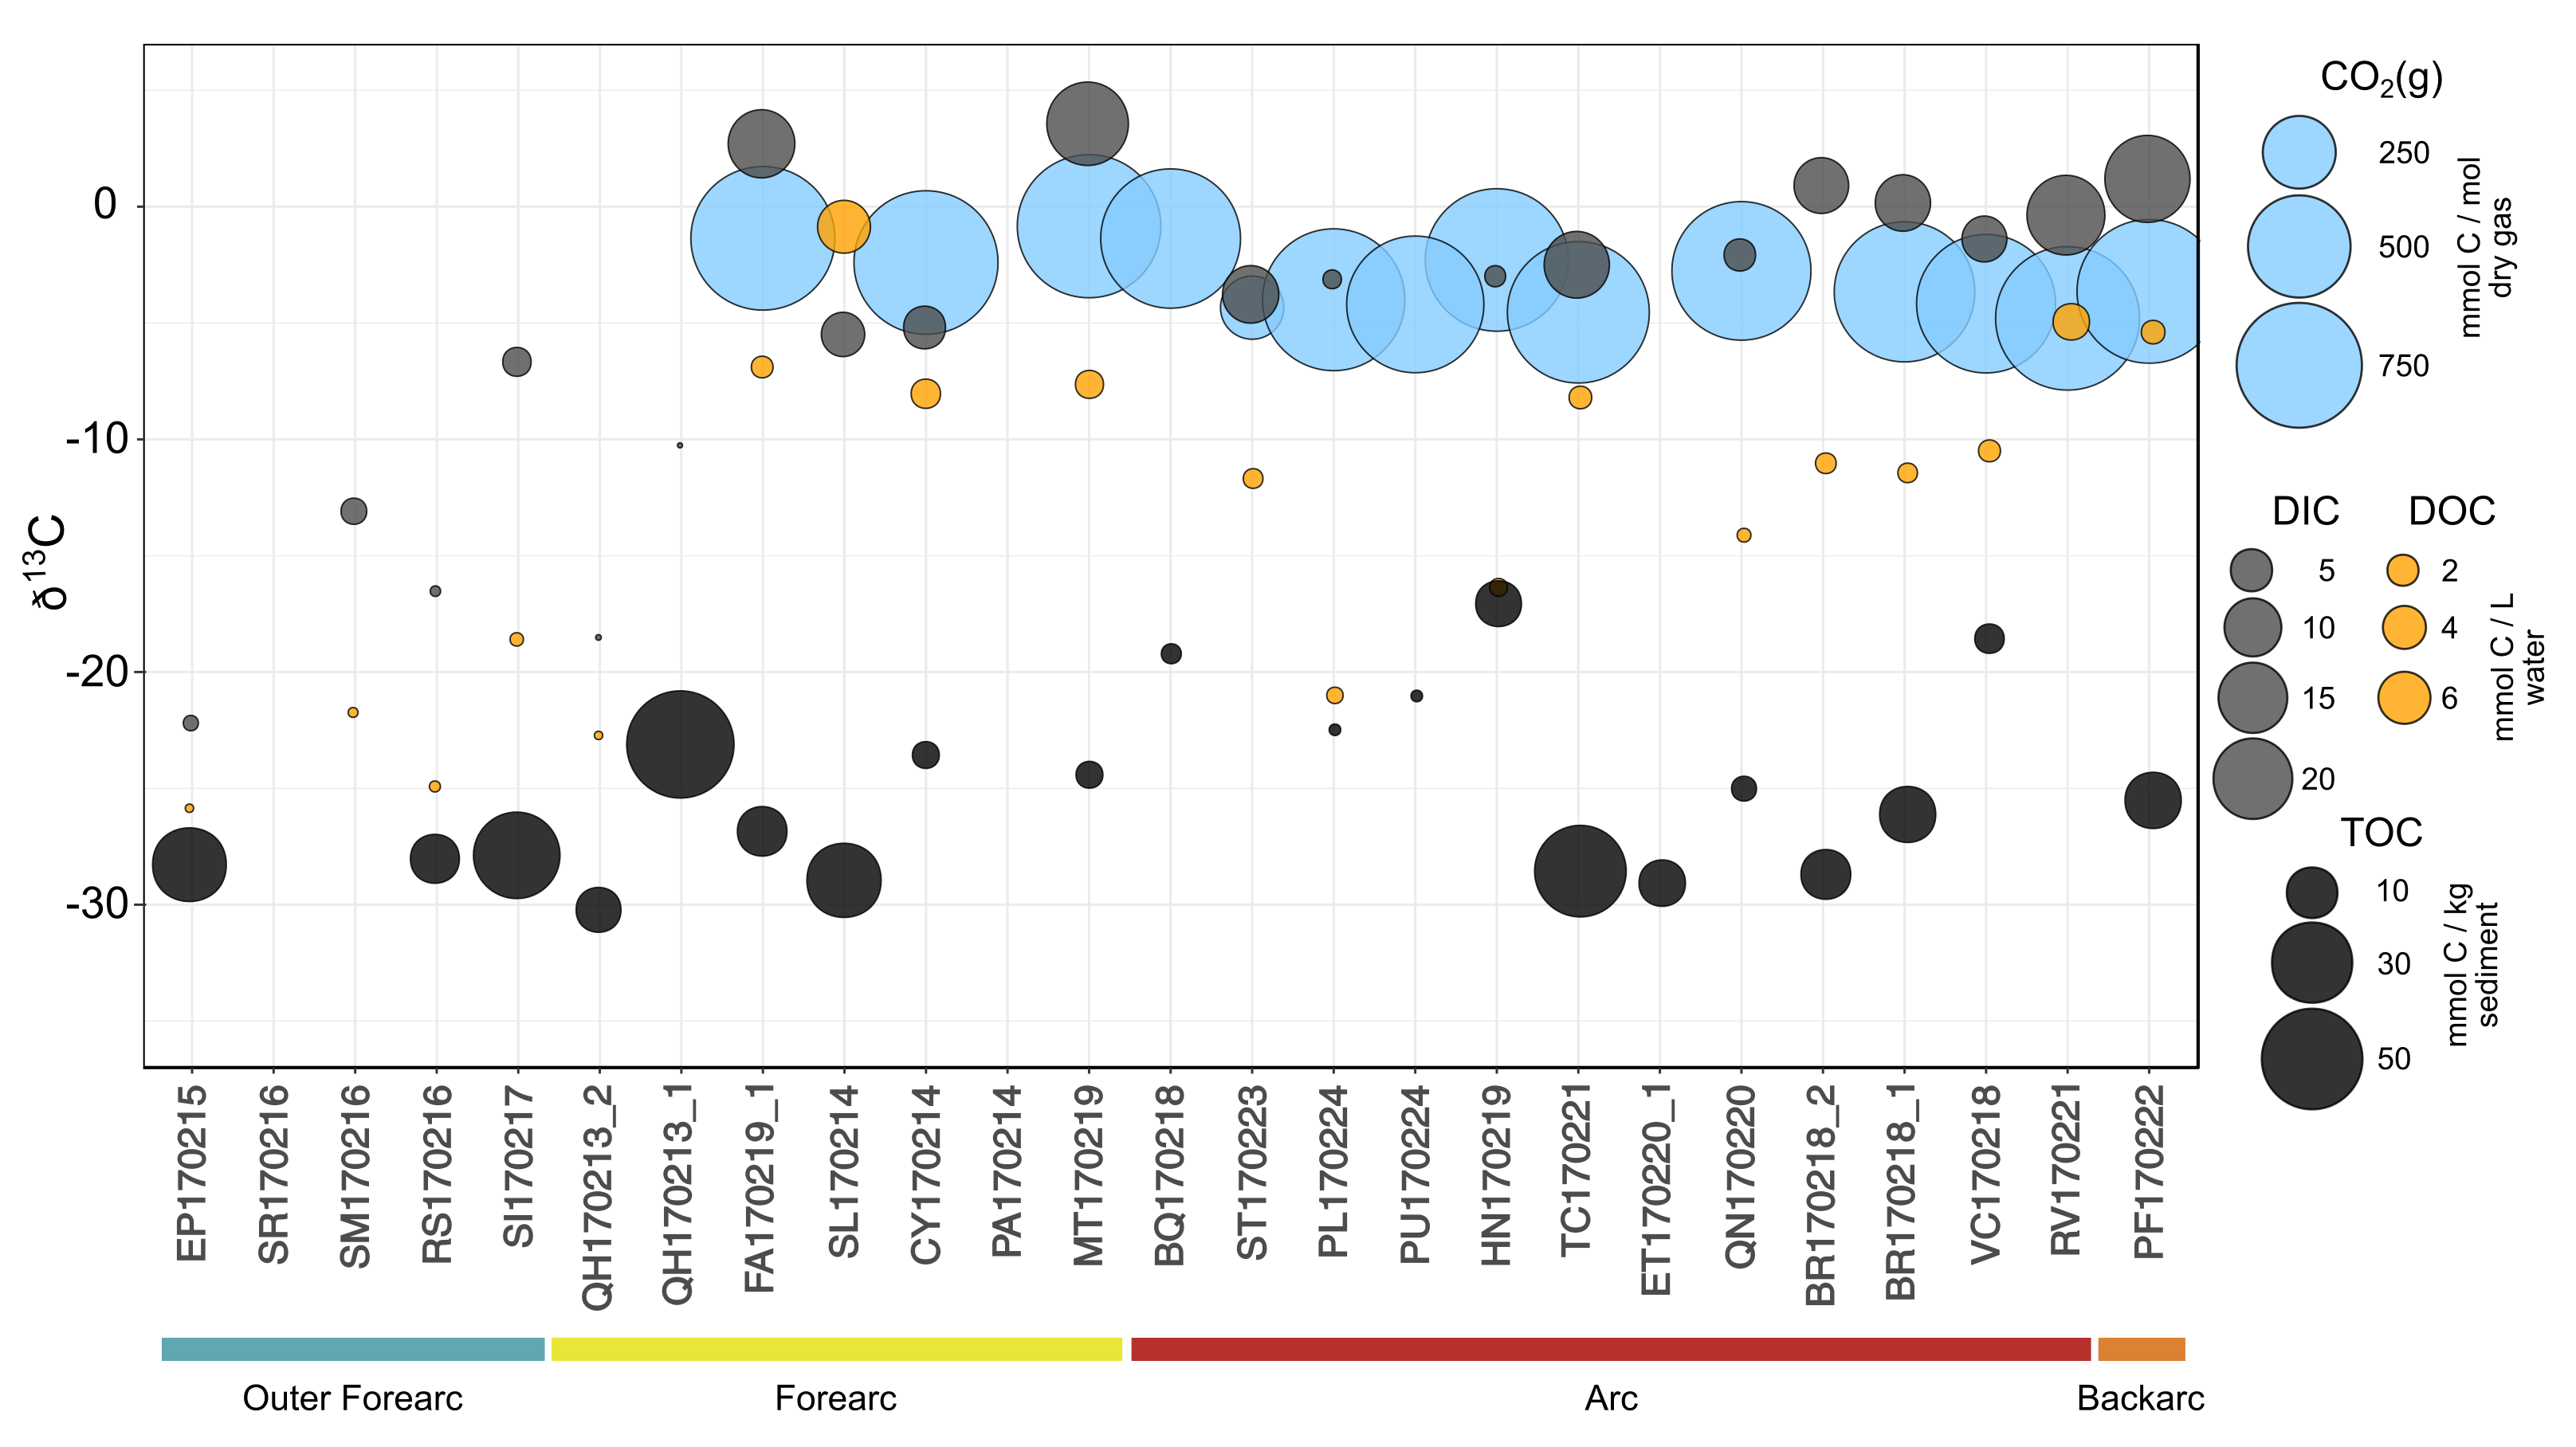 CO₂(g)
250
500
750
mmol C / mol
dry gas
DIC
DOC
5
2
10
4
15
6
20
mmol C / L
water
TOC
10
30
50
mmol C / kg
sediment
ð¹³C
0
-10
-20
-30
EP170215
SR170216
SM170216
RS170216
SI170217
QH170213_2
QH170213_1
FA170219_1
SL170214
CY170214
PA170214
MT170219
BQ170218
ST170223
PL170224
PU170224
HN170219
TC170221
ET170220_1
QN170220
BR170218_2
BR170218_1
VC170218
RV170221
PF170222
Outer Forearc
Forearc
Arc
Backarc